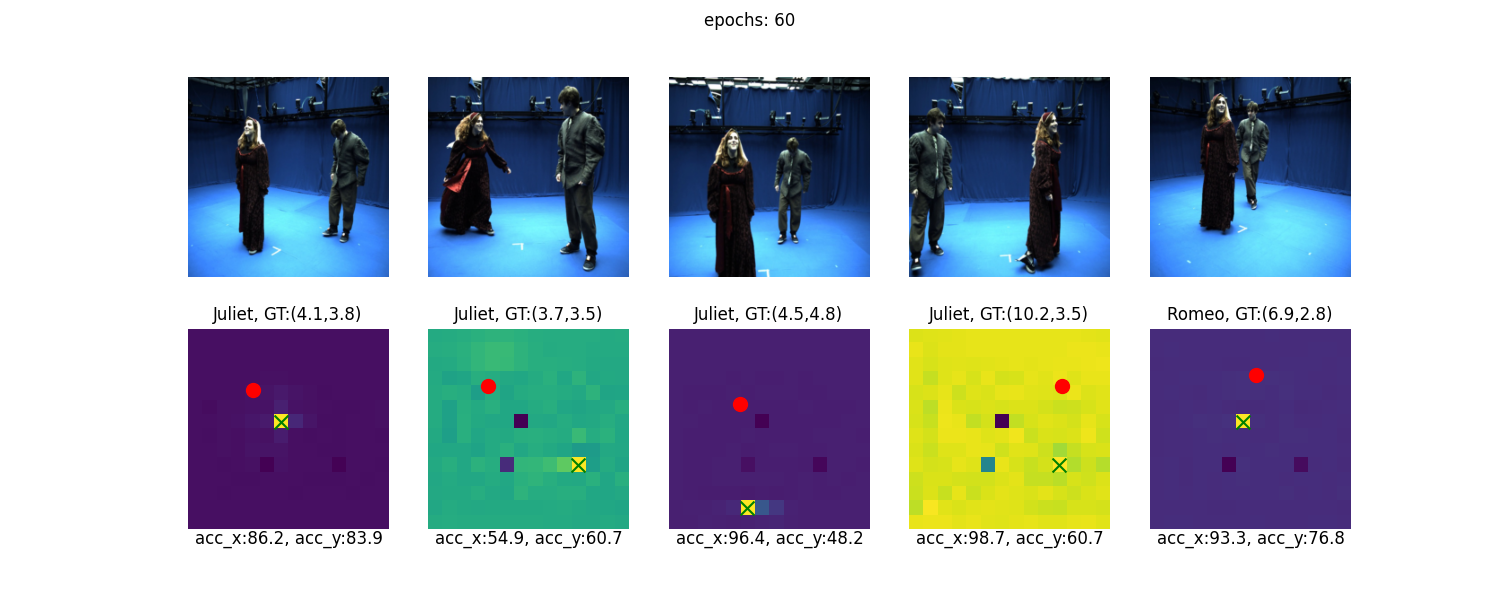 epochs: 60
Juliet, GT:(4.1,3.8)
Juliet, GT:(3.7,3.5)
Juliet, GT:(4.5,4.8)
Juliet, GT:(10.2,3.5)
Romeo, GT:(6.9,2.8)
acc_x:86.2, acc_y:83.9
acc_x:54.9, acc_y:60.7
acc_x:96.4, acc_y:48.2
acc_x:98.7, acc_y:60.7
acc_x:93.3, acc_y:76.8